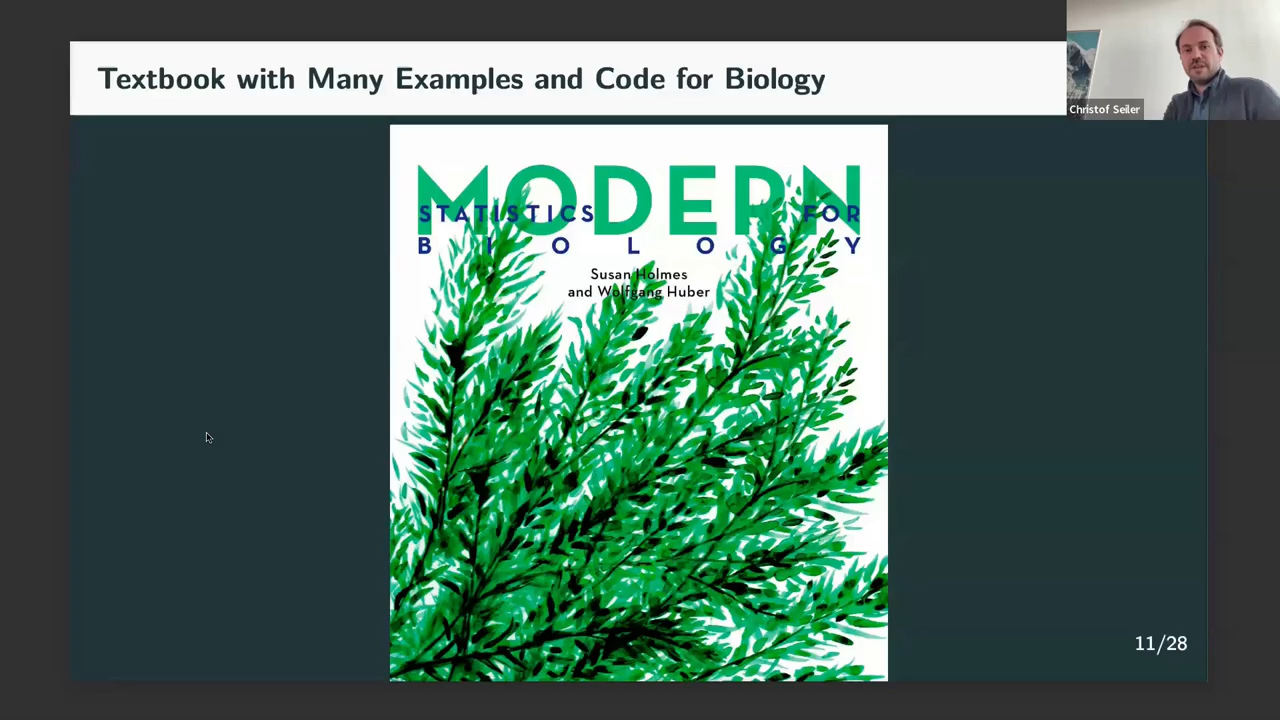 Textbook with Many Examples and Code for Biology
Christof Seiler
MODERN
STATISTICS FOR
BIOLOGY
Susan Holmes
and Wolfgang Huber
11/28